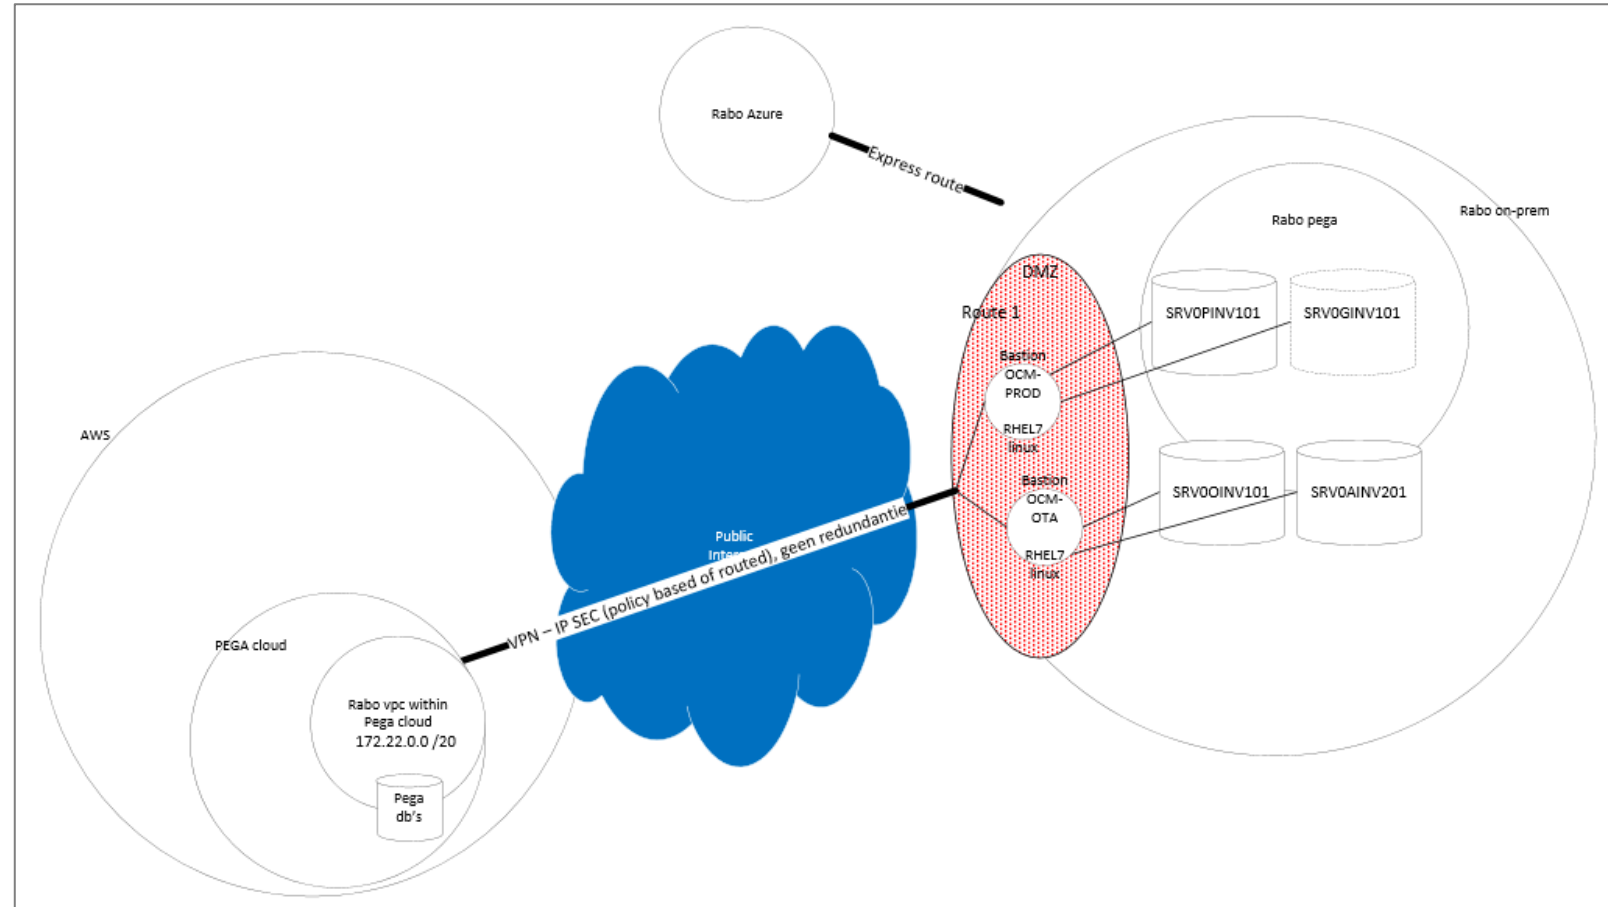 Rabo Azure
Express route
Rabo on-prem
Rabo pega
DMZ
Route 1
SRV0PINV101
SRV0GINV101
Bastion
OCM-
PROD
RHEL7
linux
Bastion
OCM-
OTA
RHEL7
linux
SRV0OINV101
SRV0AINV201
AWS
Public
VPN – IP SEC (policy based of routed), geen redundantie
PEGA cloud
Rabo vpc within
Pega cloud
172.22.0.0 /20
Pega
db's